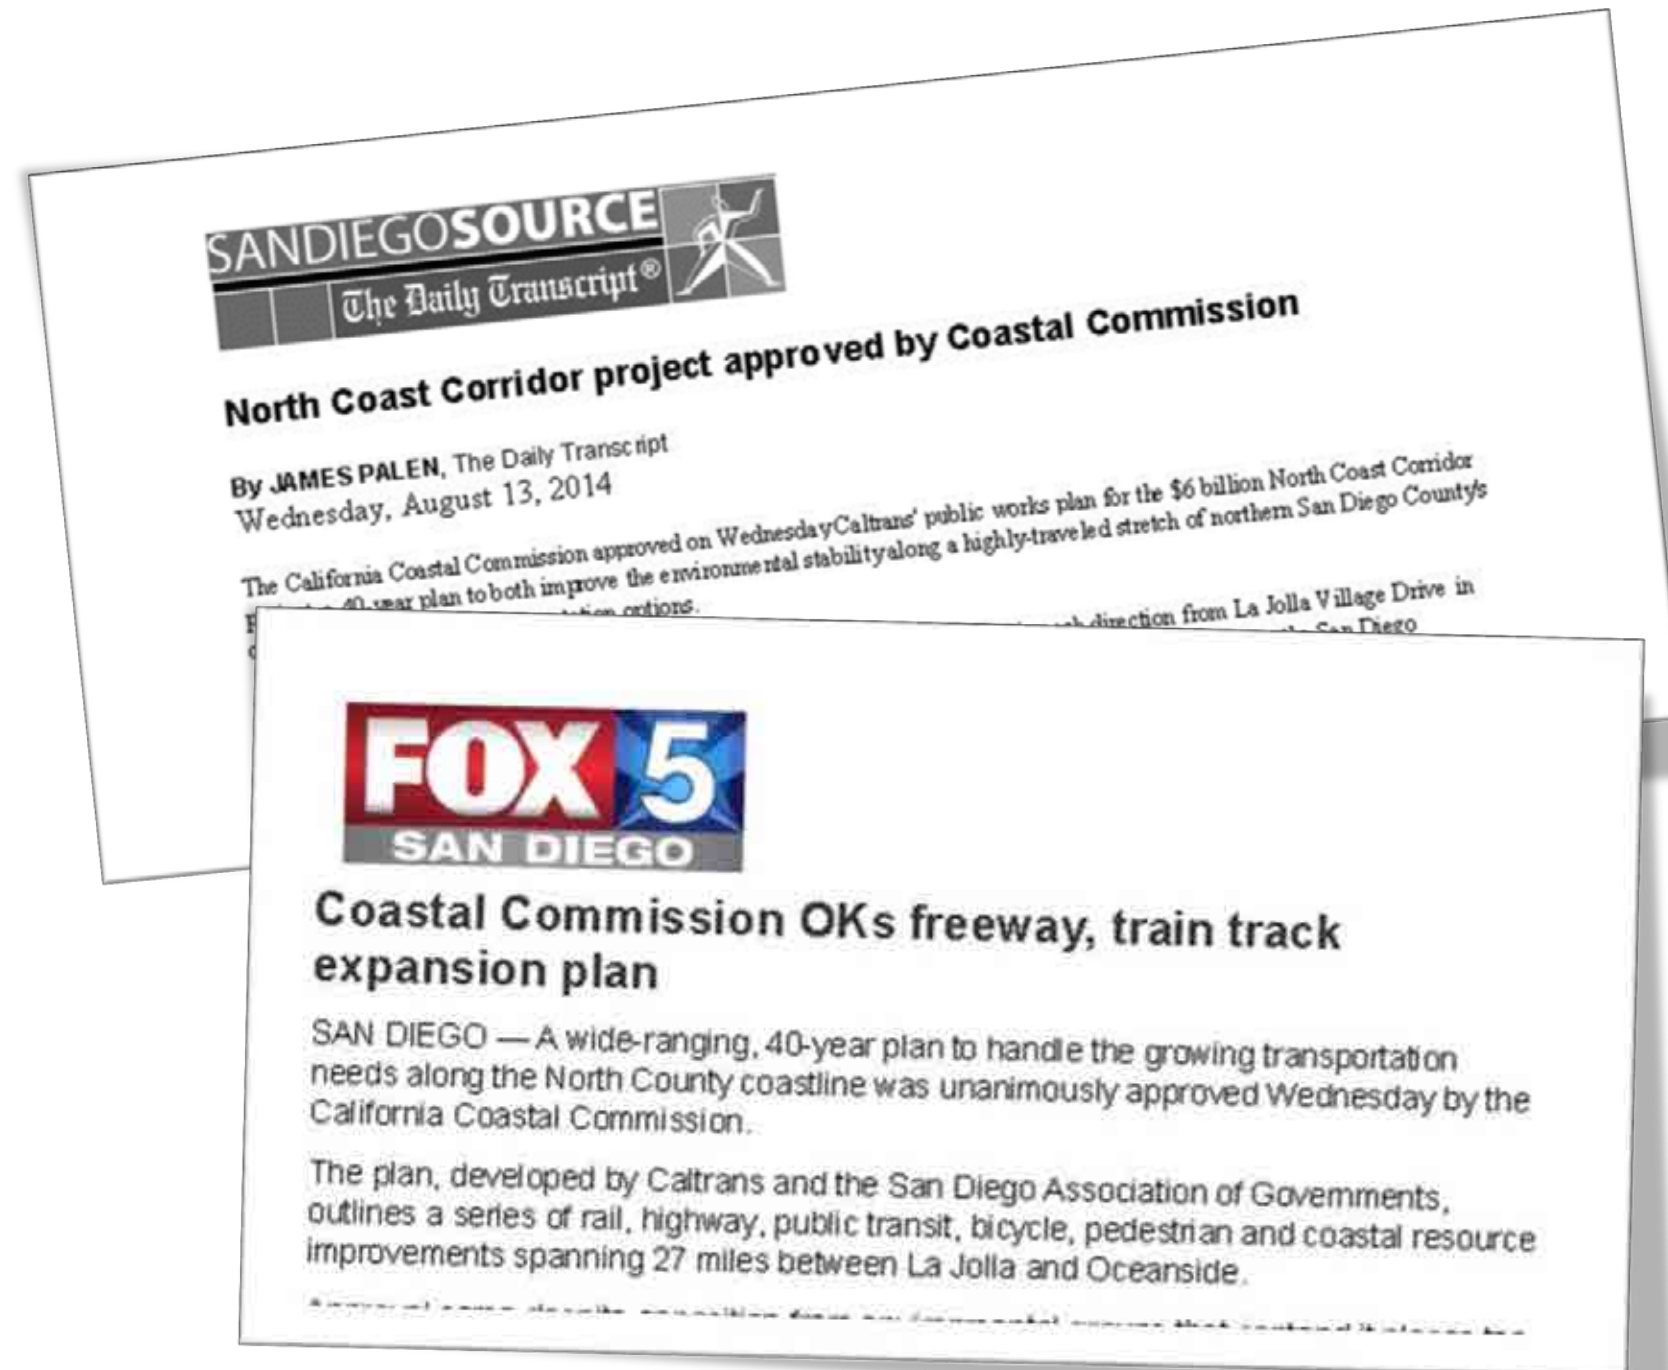 SANDIEGOSOURCE
The Daily Transcript®
North Coast Corridor project approved by Coastal Commission
By JAMES PALEN, The Daily Transcript
Wednesday, August 13, 2014
The California Coastal Commission approved on Wednesday Caltrans' public works plan for the $6 billion North Coast Corridor
40-year plan to both improve the environmental stability along a highly-traveled stretch of northern San Diego County's
options.
direction from La Jolla Village Drive in
San Diego
FOX 5
SAN DIEGO
Coastal Commission OKs freeway, train track
expansion plan
SAN DIEGO — A wide-ranging, 40-year plan to handle the growing transportation
needs along the North County coastline was unanimously approved Wednesday by the
California Coastal Commission.
The plan, developed by Caltrans and the San Diego Association of Governments,
outlines a series of rail, highway, public transit, bicycle, pedestrian and coastal resource
improvements spanning 27 miles between La Jolla and Oceanside.